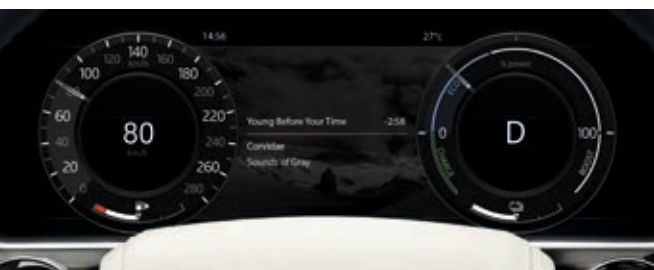 14:56
27°c
0
20
40
60
80
100
120
140
160
180
200
220
240
260
280
km/h
80
km/h
Young Before Your Time -2:58
Corvidae
Sounds of Gray
% power
ECO
0
100
CHARGE
BOOST
D